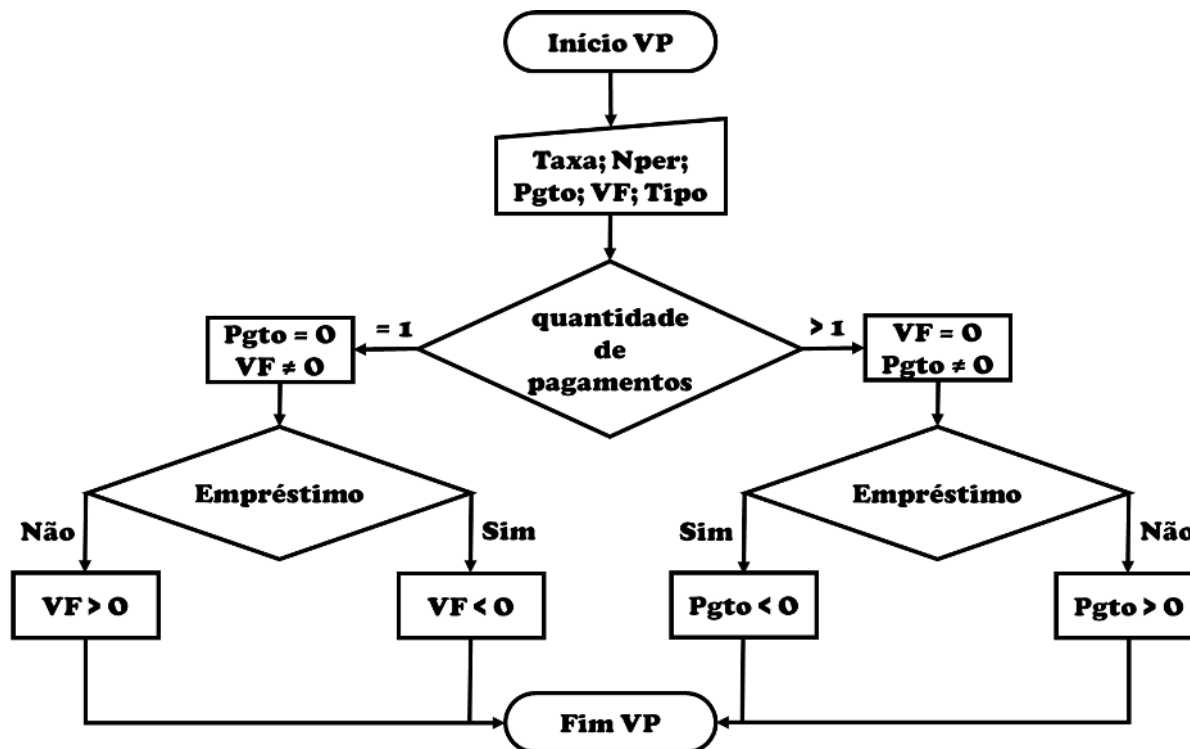 Início VP
Taxa; Nper;
Pgto; VF; Tipo
quantidade
de
pagamentos
= 1
> 1
Pgto = 0
VF ≠ 0
VF = 0
Pgto ≠ 0
Empréstimo
Empréstimo
Não
Sim
Sim
Não
VF > 0
VF < 0
Pgto < 0
Pgto > 0
Fim VP